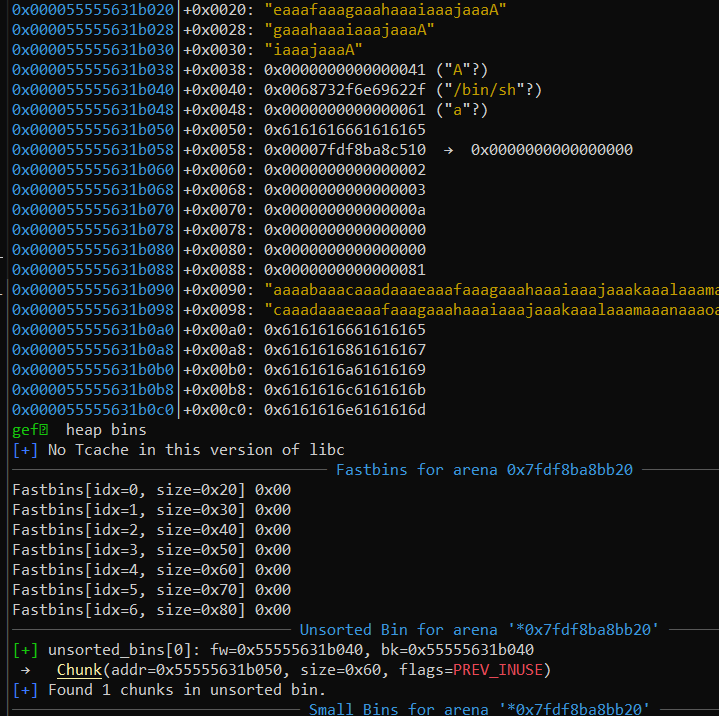 0x000055555631b020 +0x0020: "eaaafaaagaaahaaaiaaajaaaA"
0x000055555631b028 +0x0028: "gaaahaaaiaaajaaaA"
0x000055555631b030 +0x0030: "iaaajaaaA"
0x000055555631b038 +0x0038: 0x0000000000000041 ("A"?)
0x000055555631b040 +0x0040: 0x0068732f6e69622f ("/bin/sh"?)
0x000055555631b048 +0x0048: 0x0000000000000061 ("a"?)
0x000055555631b050 +0x0050: 0x6161616661616165
0x000055555631b058 +0x0058: 0x00007fdf8ba8c510 → 0x0000000000000000
0x000055555631b060 +0x0060: 0x0000000000000002
0x000055555631b068 +0x0068: 0x0000000000000003
0x000055555631b070 +0x0070: 0x000000000000000a
0x000055555631b078 +0x0078: 0x0000000000000000
0x000055555631b080 +0x0080: 0x0000000000000000
0x000055555631b088 +0x0088: 0x0000000000000081
0x000055555631b090 +0x0090: "aaaabaaacaaadaaaeaaafaaagaaahaaaiaaajaaakaaalaaama
0x000055555631b098 +0x0098: "caaadaaaeaaafaaagaaahaaaiaaajaaakaaalaaamaaanaaaoa
0x000055555631b0a0 +0x00a0: 0x6161616661616165
0x000055555631b0a8 +0x00a8: 0x6161616861616167
0x000055555631b0b0 +0x00b0: 0x6161616a61616169
0x000055555631b0b8 +0x00b8: 0x6161616c6161616b
0x000055555631b0c0 +0x00c0: 0x6161616e6161616d
gef heap bins
[+] No Tcache in this version of libc
Fastbins for arena 0x7fdf8ba8bb20
Fastbins[idx=0, size=0x20] 0x00
Fastbins[idx=1, size=0x30] 0x00
Fastbins[idx=2, size=0x40] 0x00
Fastbins[idx=3, size=0x50] 0x00
Fastbins[idx=4, size=0x60] 0x00
Fastbins[idx=5, size=0x70] 0x00
Fastbins[idx=6, size=0x80] 0x00
Unsorted Bin for arena '*0x7fdf8ba8bb20'
[+] unsorted_bins[0]: fw=0x55555631b040, bk=0x55555631b040
→ Chunk(addr=0x55555631b050, size=0x60, flags=PREV_INUSE)
[+] Found 1 chunks in unsorted bin.
Small Bins for arena '*0x7fdf8ba8bb20'